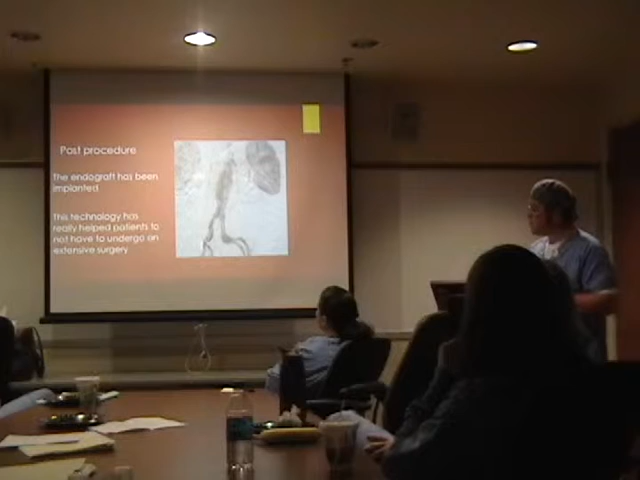 Post procedure
The endograft has been
implanted
This technology has
really helped patients to
not have to undergo an
extensive surgery